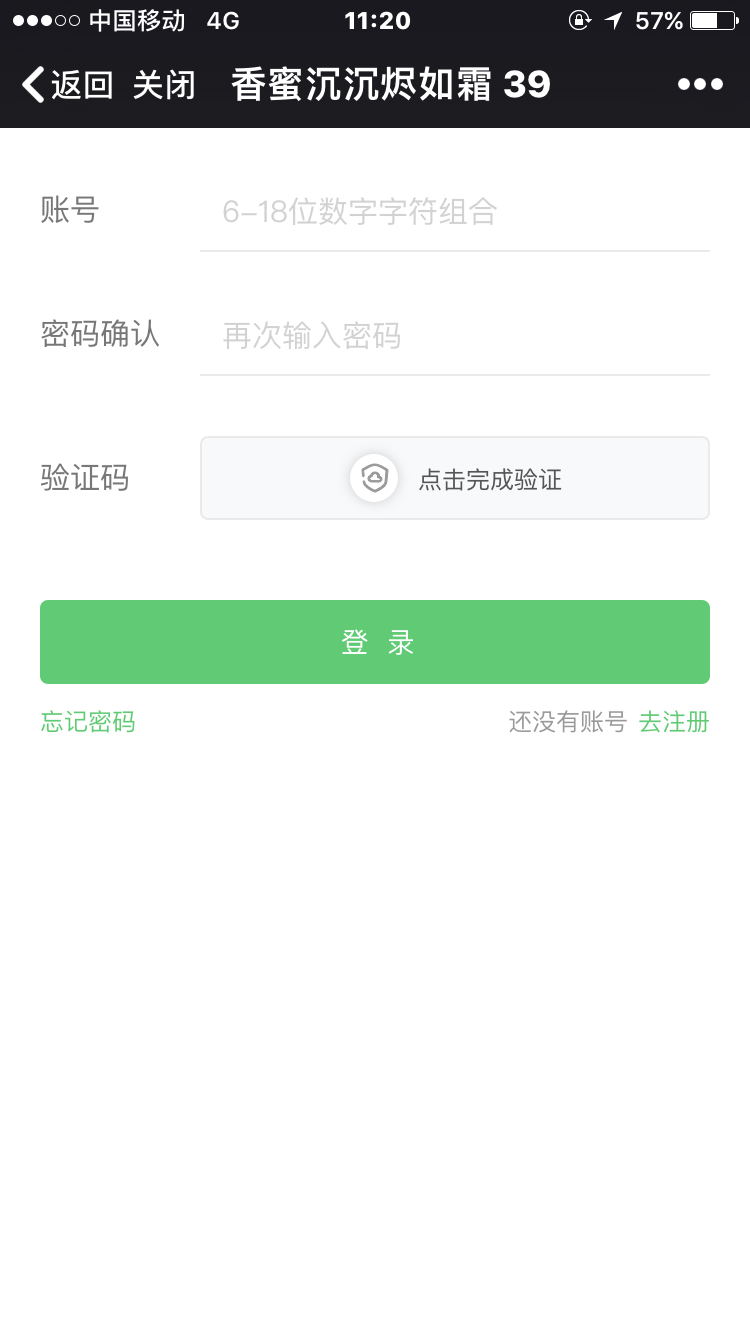 中国移动 4G 11:20 57%
返回 关闭 香蜜沉沉烬如霜 39
账号 6-18位数字字符组合
密码确认 再次输入密码
验证码 点击完成验证
登 录
忘记密码 还没有账号 去注册